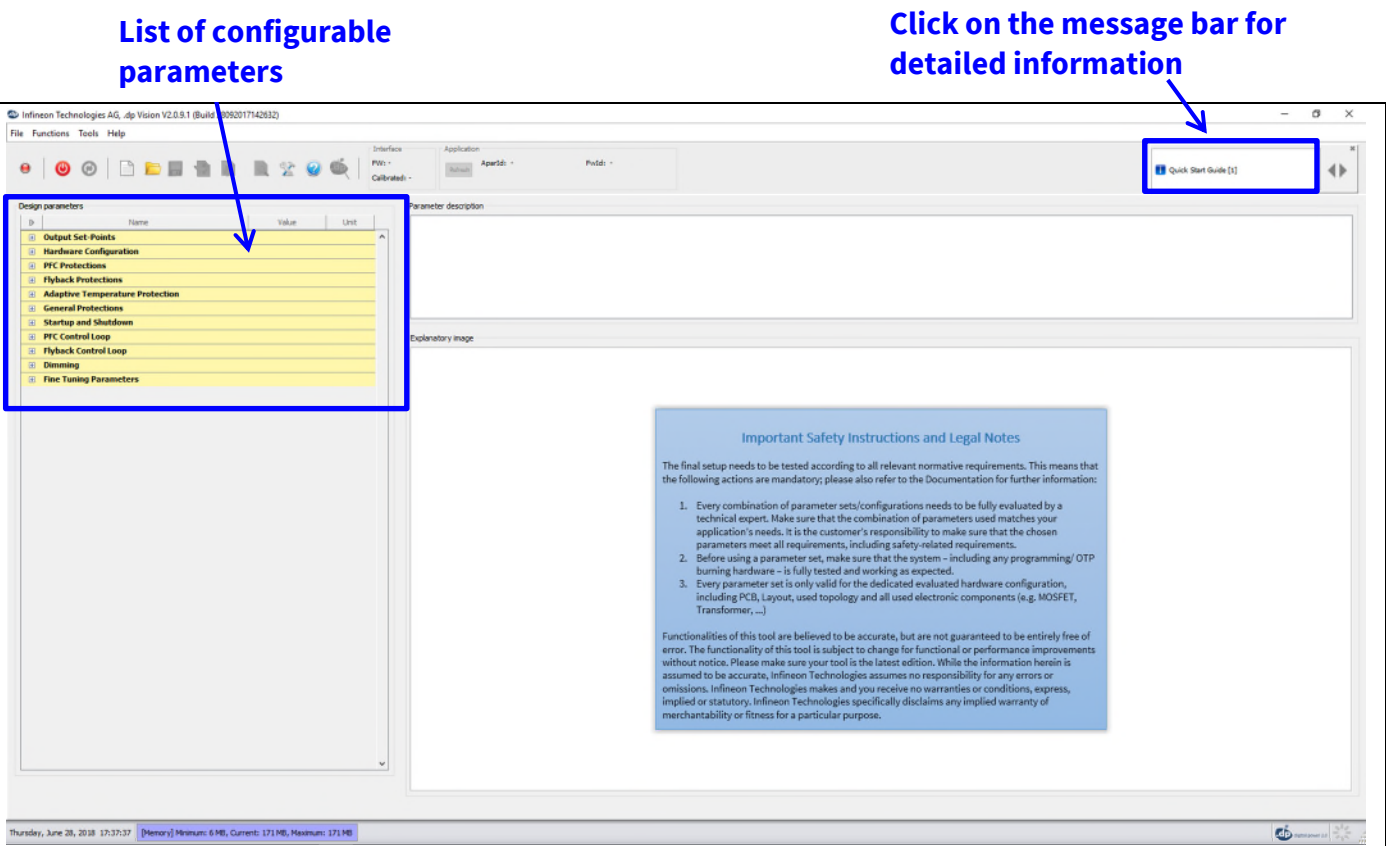 List of configurable
parameters
Click on the message bar for
detailed information
Infineon Technologies AG, .dp Vision V2.0.9.1 (Build 20092017142632)
File Functions Tools Help
Interface
PW: -
Calibrated: -
Application
Refresh
AparId: -
FwId: -
Quick Start Guide [1]
Design parameters
Name Value Unit
Output Set-Points
Hardware Configuration
PFC Protections
Flyback Protections
Adaptive Temperature Protection
General Protections
Startup and Shutdown
PFC Control Loop
Flyback Control Loop
Dimming
Fine Tuning Parameters
Parameter description
Explanatory image
Important Safety Instructions and Legal Notes
The final setup needs to be tested according to all relevant normative requirements. This means that
the following actions are mandatory; please also refer to the Documentation for further information:
1. Every combination of parameter sets/configurations needs to be fully evaluated by a
technical expert. Make sure that the combination of parameters used matches your
application's needs. It is the customer's responsibility to make sure that the chosen
parameters meet all requirements, including safety-related requirements.
2. Before using a parameter set, make sure that the system – including any programming/ OTP
burning hardware – is fully tested and working as expected.
3. Every parameter set is only valid for the dedicated evaluated hardware configuration,
including PCB, Layout, used topology and all used electronic components (e.g. MOSFET,
Transformer, ...)
Functionalities of this tool are believed to be accurate, but are not guaranteed to be entirely free of
error. The functionality of this tool is subject to change for functional or performance improvements
without notice. Please make sure your tool is the latest edition. While the information herein is
assumed to be accurate, Infineon Technologies assumes no responsibility for any errors or
omissions. Infineon Technologies makes and you receive no warranties or conditions, express,
implied or statutory. Infineon Technologies specifically disclaims any implied warranty of
merchantability or fitness for a particular purpose.
Thursday, June 28, 2018 17:37:37 [Memory] Minimum: 6 MB, Current: 171 MB, Maximum: 171 MB
.dp